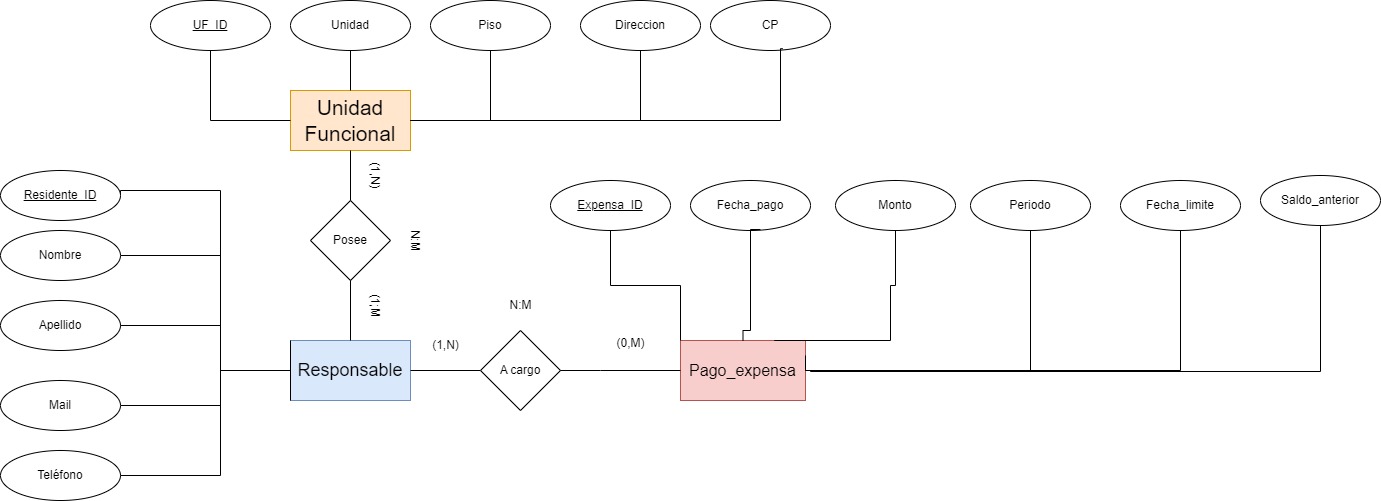 UF_ID
Unidad
Piso
Direccion
CP
Unidad
Funcional
(1,N)
Residente_ID
Nombre
Apellido
Mail
Teléfono
Posee
N:M
(1:M
Responsable
(1,N)
N:M
A cargo
(0,M)
Expensa_ID
Fecha_pago
Monto
Periodo
Fecha_limite
Saldo_anterior
Pago_expensa